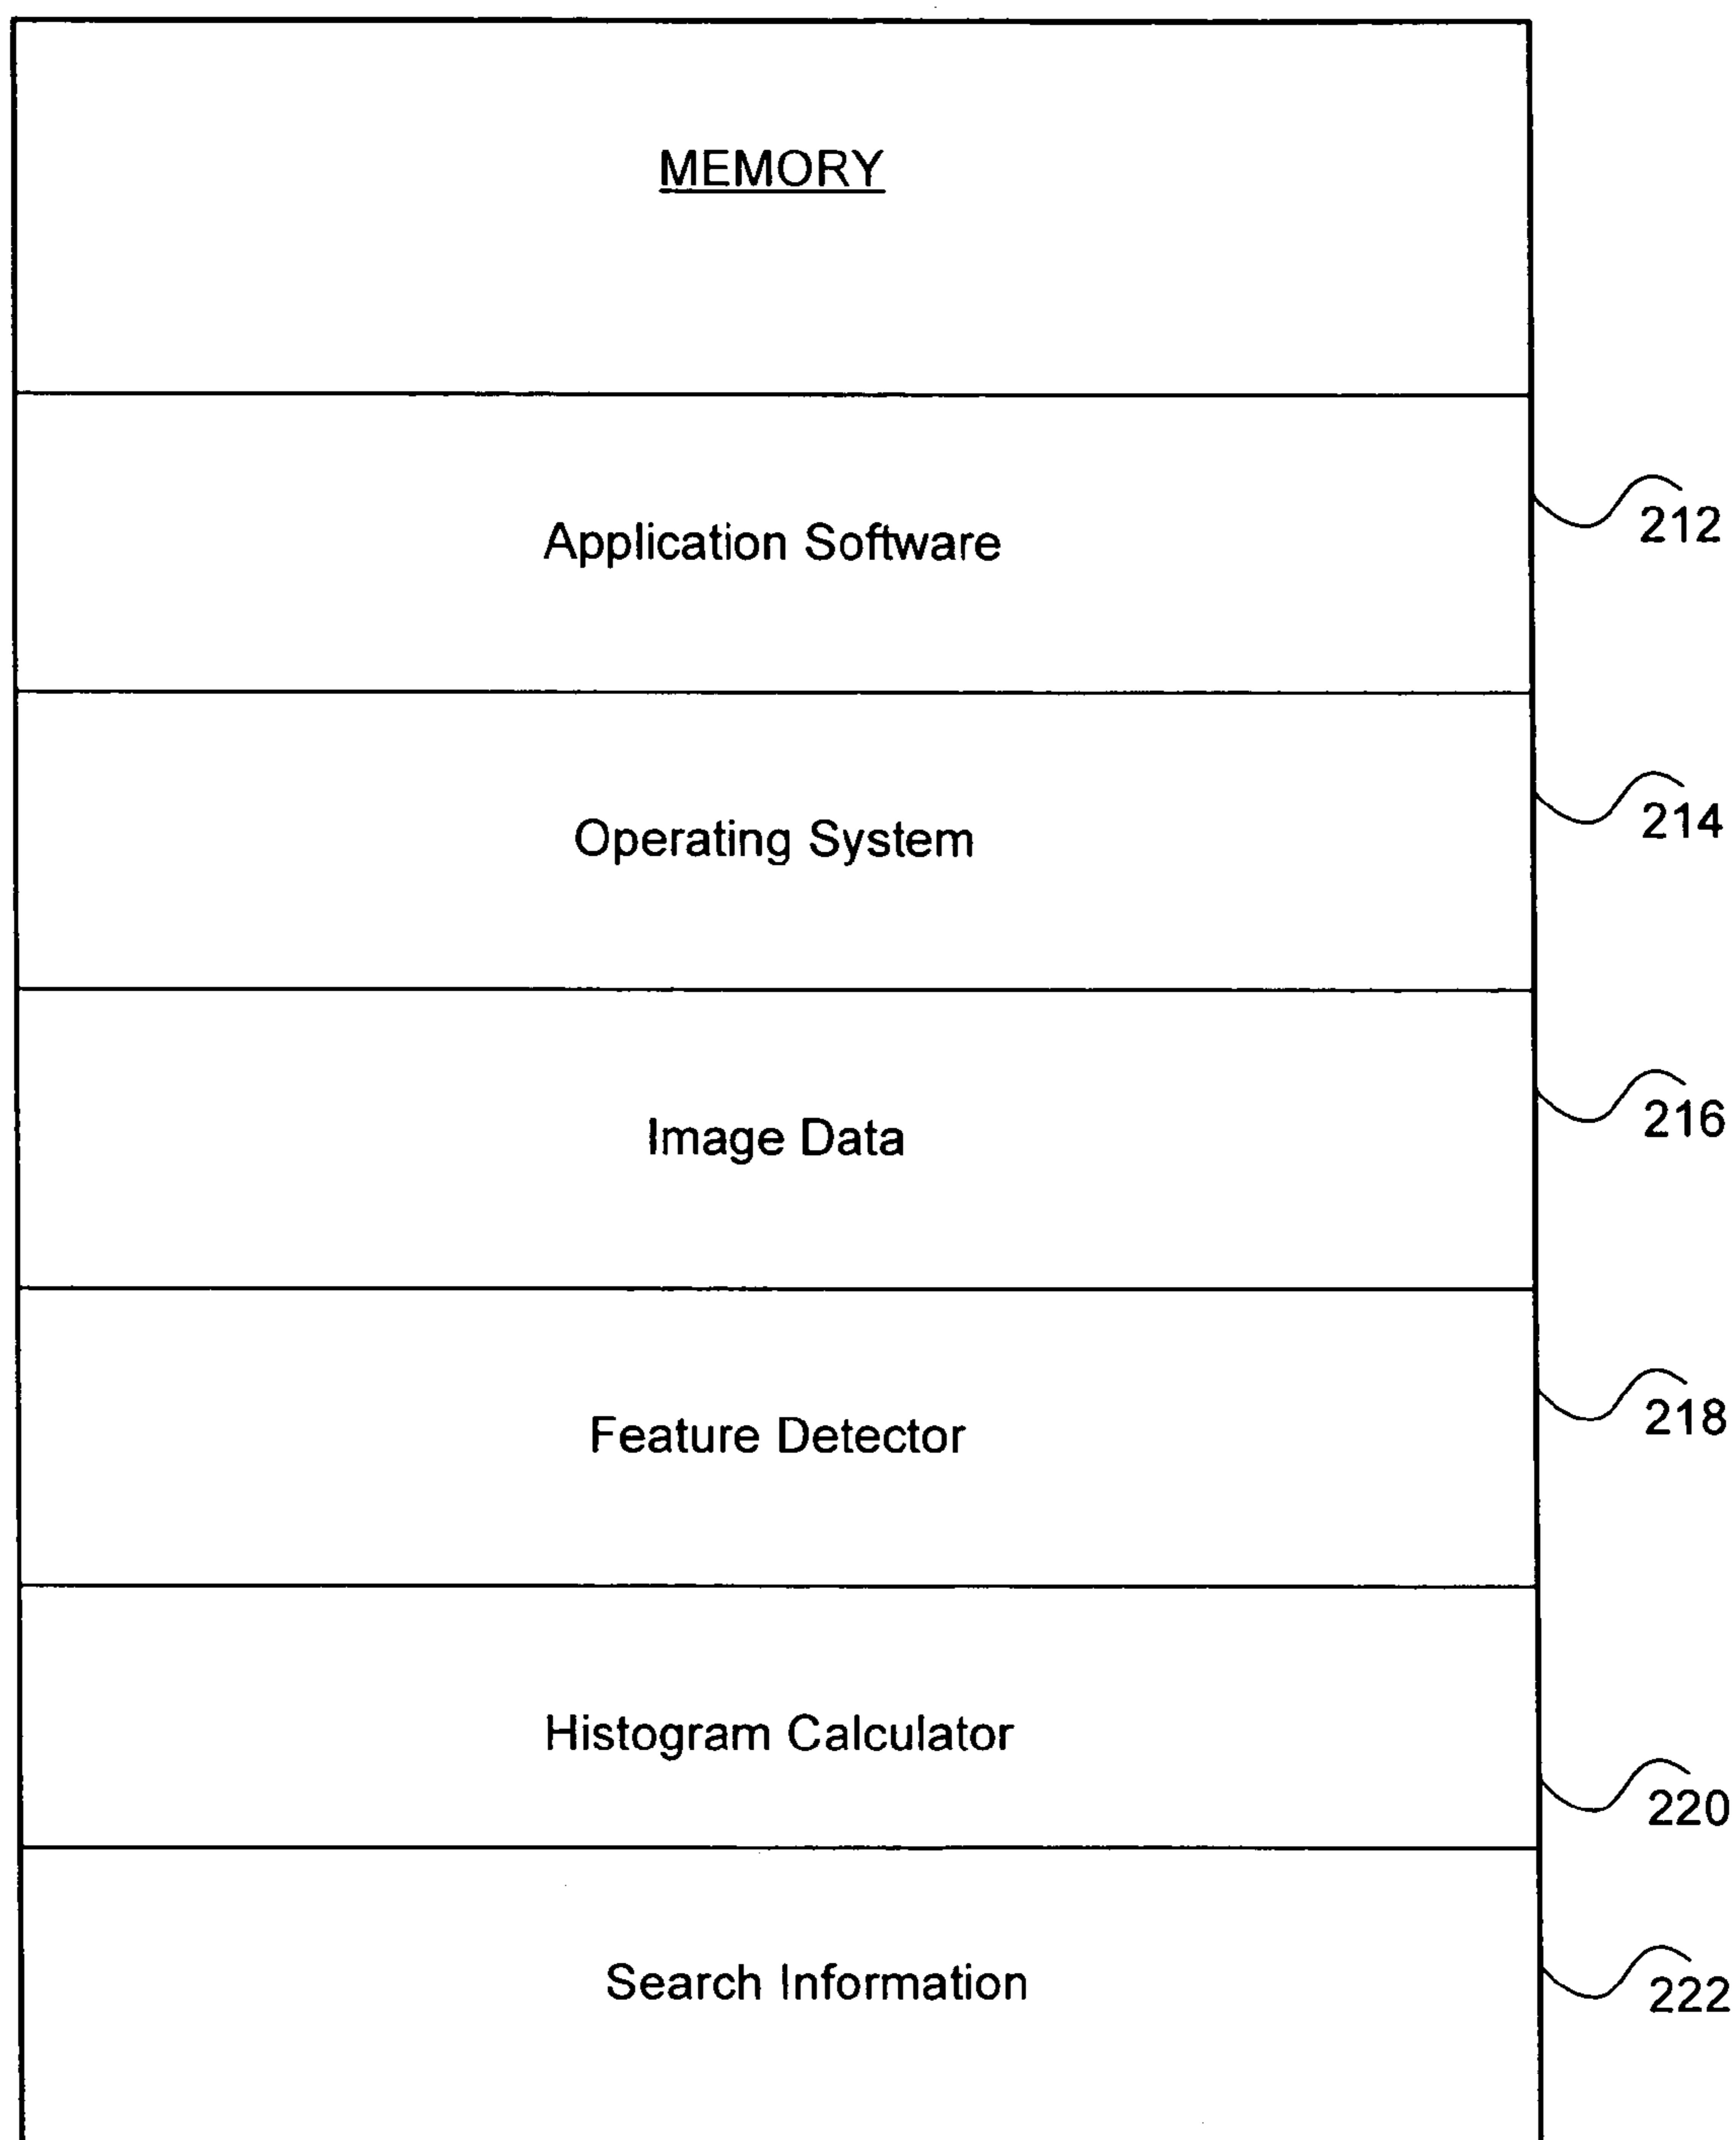 MEMORY
Application Software
212
Operating System
214
Image Data
216
Feature Detector
218
Histogram Calculator
220
Search Information
222